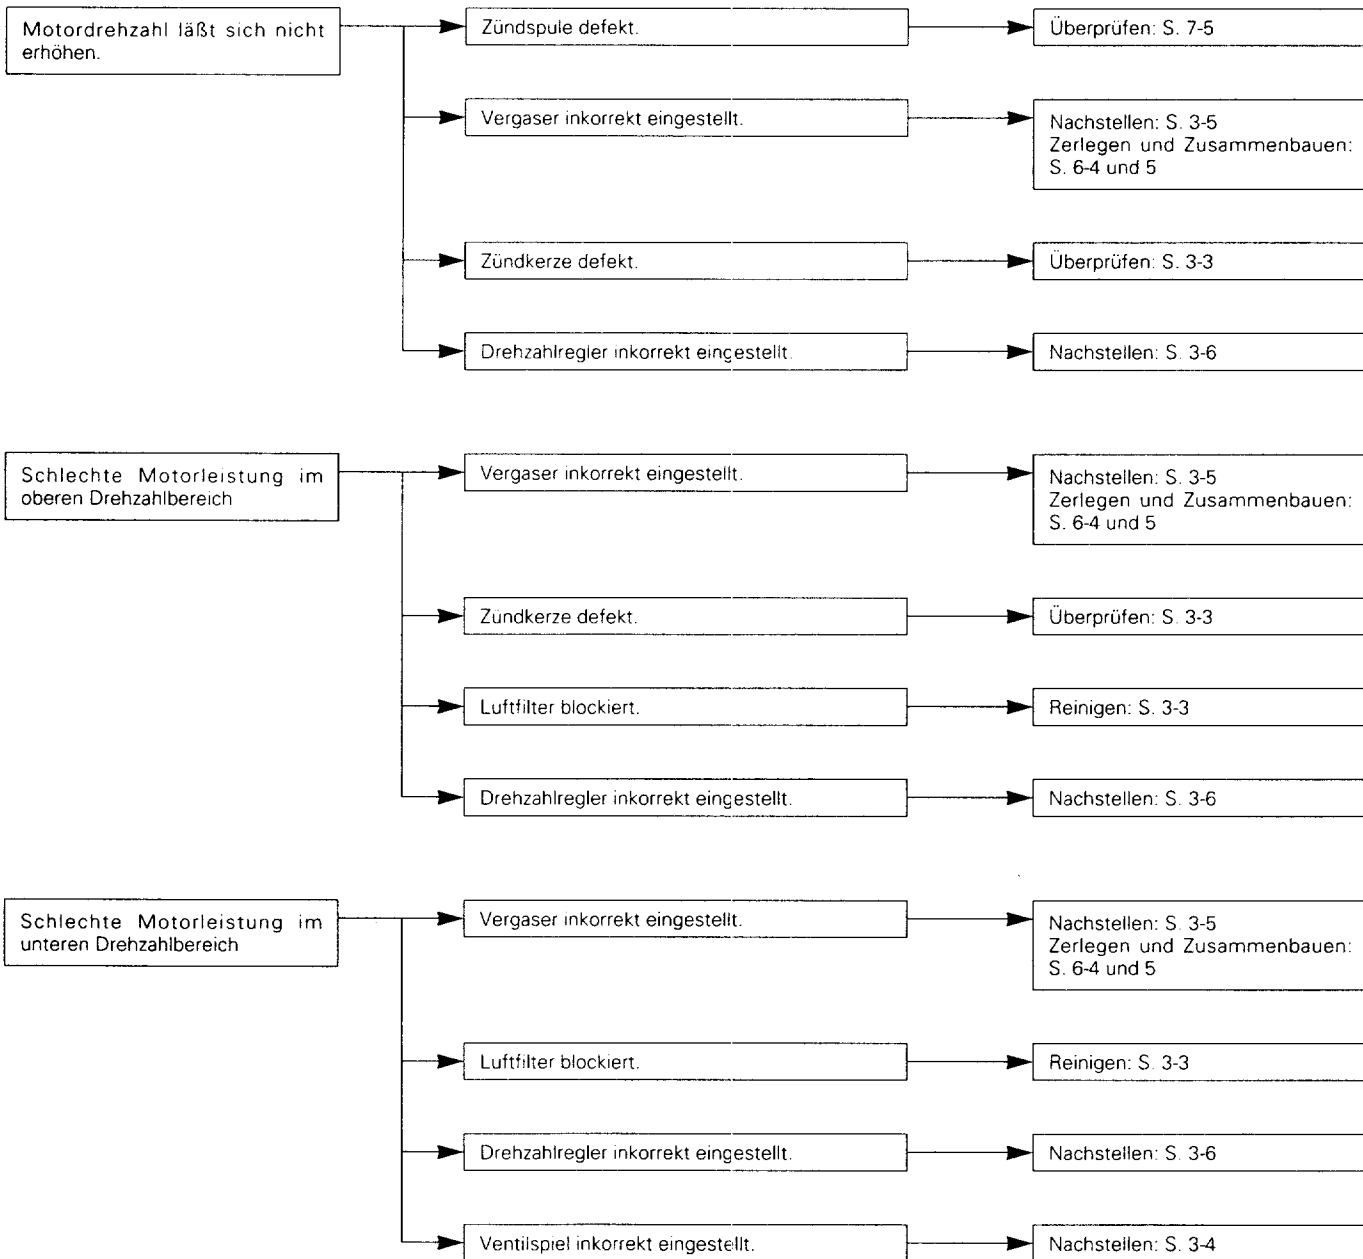 Motordrehzahl läßt sich nicht
erhöhen.
Zündspule defekt.
Überprüfen: S. 7-5
Vergaser inkorrekt eingestellt.
Nachstellen: S. 3-5
Zerlegen und Zusammenbauen:
S. 6-4 und 5
Zündkerze defekt.
Überprüfen: S. 3-3
Drehzahlregler inkorrekt eingestellt.
Nachstellen: S. 3-6
Schlechte Motorleistung im
oberen Drehzahlbereich
Vergaser inkorrekt eingestellt.
Nachstellen: S. 3-5
Zerlegen und Zusammenbauen:
S. 6-4 und 5
Zündkerze defekt.
Überprüfen: S. 3-3
Luftfilter blockiert.
Reinigen: S. 3-3
Drehzahlregler inkorrekt eingestellt.
Nachstellen: S. 3-6
Schlechte Motorleistung im
unteren Drehzahlbereich
Vergaser inkorrekt eingestellt.
Nachstellen: S. 3-5
Zerlegen und Zusammenbauen:
S. 6-4 und 5
Luftfilter blockiert.
Reinigen: S. 3-3
Drehzahlregler inkorrekt eingestellt.
Nachstellen: S. 3-6
Ventilspiel inkorrekt eingestellt.
Nachstellen: S. 3-4